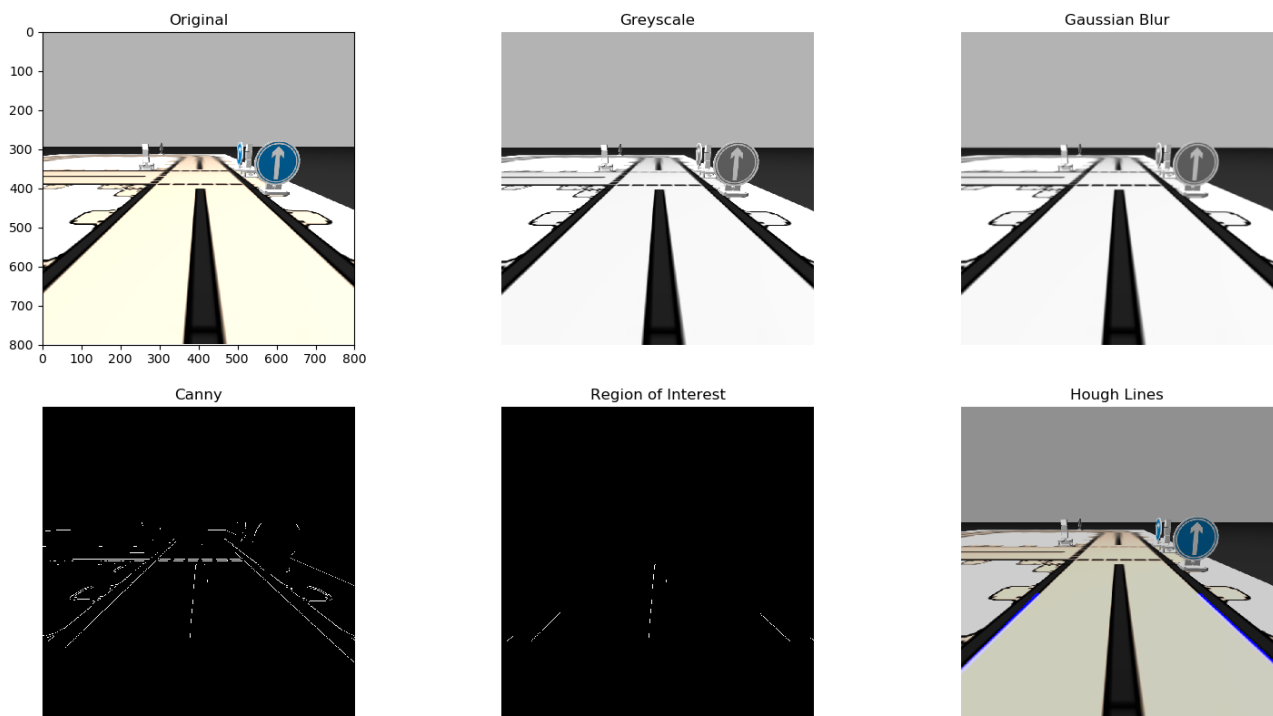 Original
Greyscale
Gaussian Blur
0
100
200
300
400
500
600
700
800
0 100 200 300 400 500 600 700 800
Canny
Region of Interest
Hough Lines